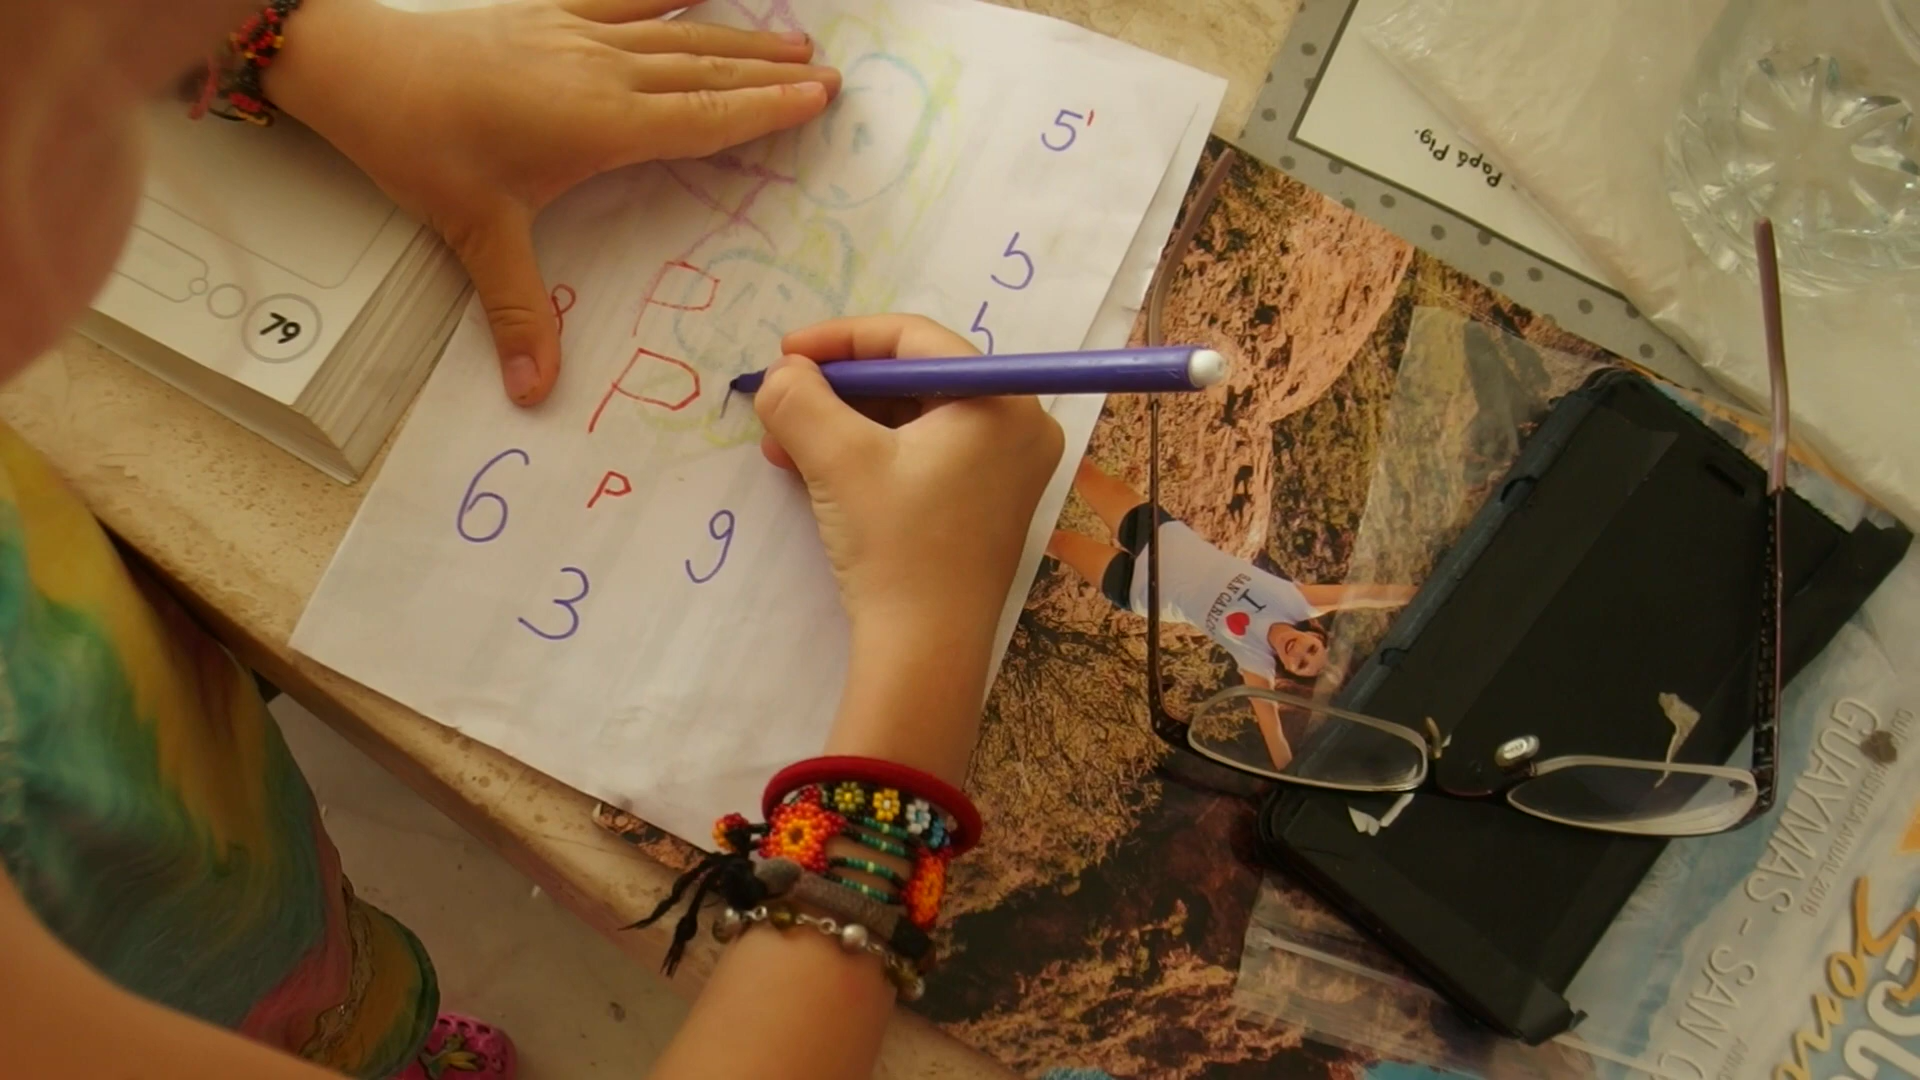 5'
5
5
P
P
P
P
6
9
3
79
Papá Pig.
I ❤
SAN CARLOS
GUAYMAS - SAN